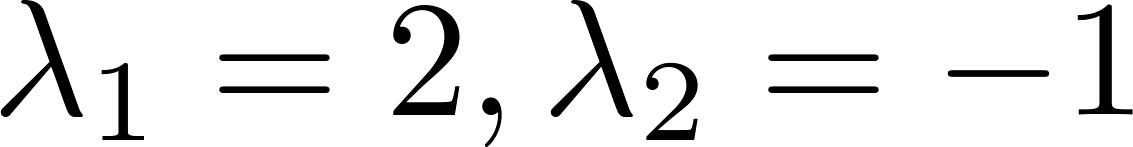 λ₁ = 2, λ₂ = −1